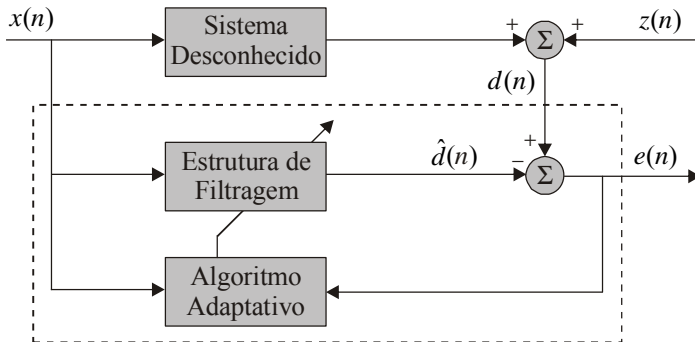 x(n)
Sistema
Desconhecido
+
Σ
+
z(n)
d(n)
Estrutura de
Filtragem
d̂(n)
+
−
Σ
e(n)
Algoritmo
Adaptativo